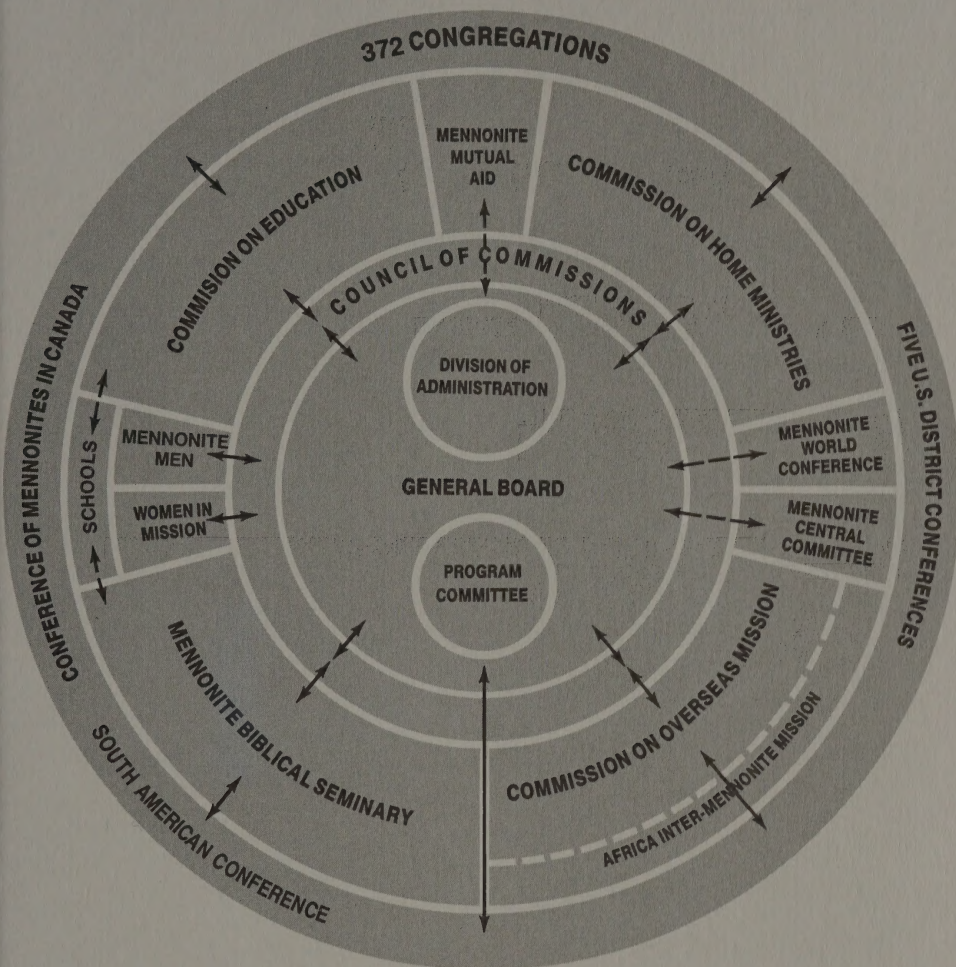 372 CONGREGATIONS
MENNONITE
MUTUAL
AID
COMMISION ON EDUCATION
COMMISSION ON HOME MINISTRIES
COUNCIL OF COMMISSIONS
DIVISION OF
ADMINISTRATION
CONFERENCE OF MENNONITES IN CANADA
FIVE U.S. DISTRICT CONFERENCES
SCHOOLS
MENNONITE
MEN
WOMEN IN
MISSION
GENERAL BOARD
MENNONITE
WORLD
CONFERENCE
MENNONITE
CENTRAL
COMMITTEE
PROGRAM
COMMITTEE
MENNONITE BIBLICAL SEMINARY
COMMISSION ON OVERSEAS MISSION
AFRICA INTER-MENNONITE MISSION
SOUTH AMERICAN CONFERENCE